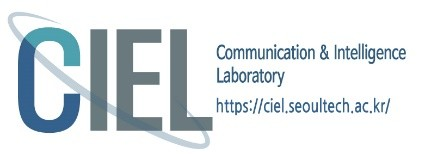 CIEL
Communication & Intelligence
Laboratory
https://ciel.seoultech.ac.kr/